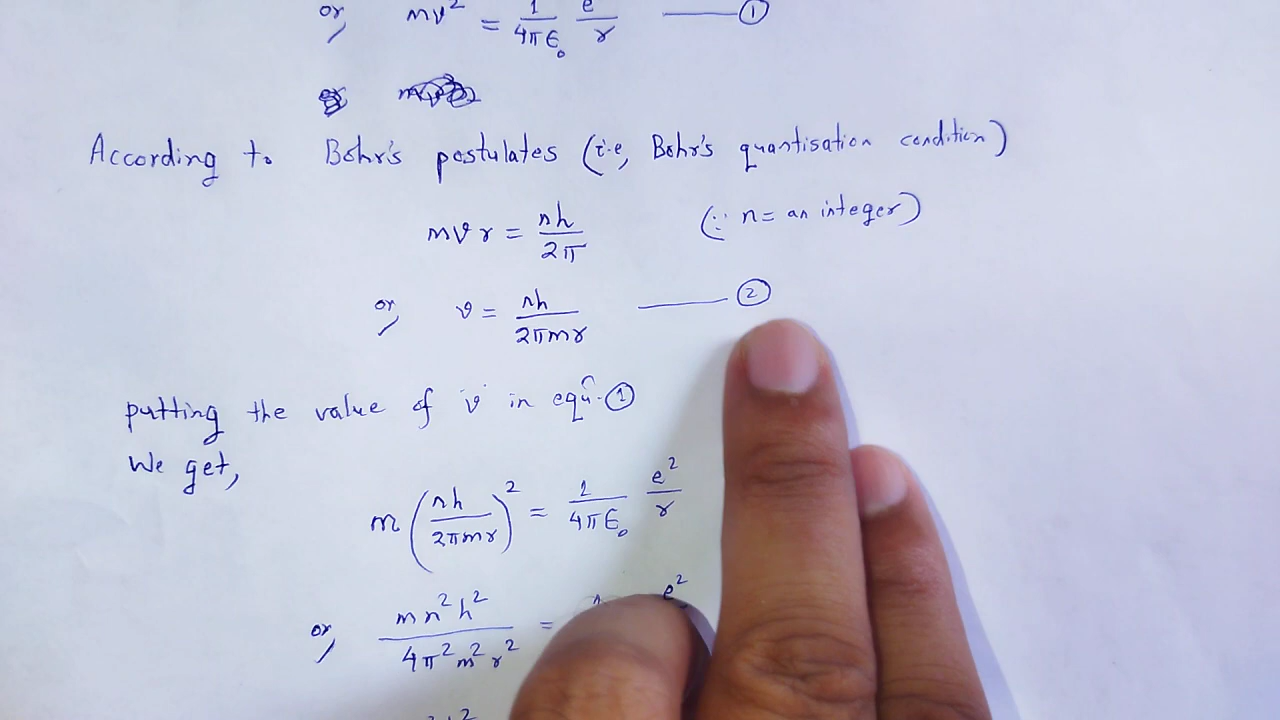 or, mv² = 1/4πε₀ e/r —— ①
According to Bohr's postulates (i.e, Bohr's quantisation condition)
mvr = nh/2π (∵ n = an integer)
or, v = nh/2πmr —— ②
putting the value of 'v' in equn. ①
We get,
m (nh/2πmr)² = 1/4πε₀ e²/r
or, mn²h²/4π²m²r² = e²